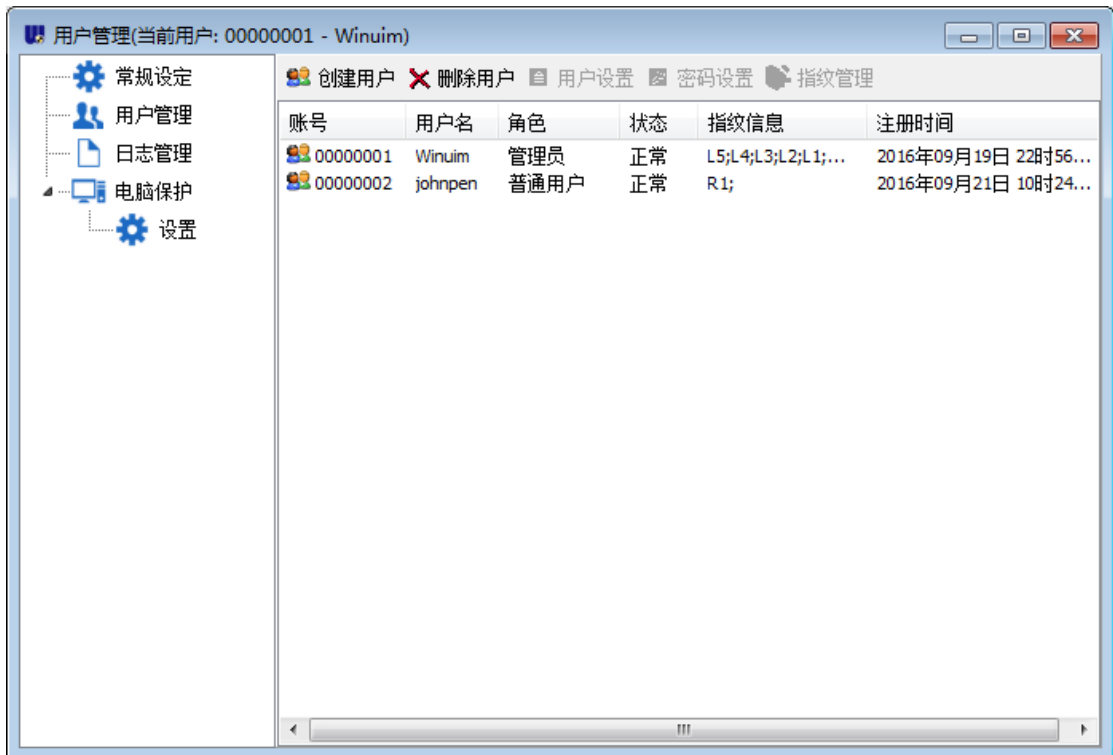 用户管理(当前用户: 00000001 - Winuim)
常规设定
用户管理
日志管理
电脑保护
设置
创建用户 删除用户 用户设置 密码设置 指纹管理
账号 用户名 角色 状态 指纹信息 注册时间
00000001 Winuim 管理员 正常 L5;L4;L3;L2;L1;... 2016年09月19日 22时56...
00000002 johnpen 普通用户 正常 R1; 2016年09月21日 10时24...